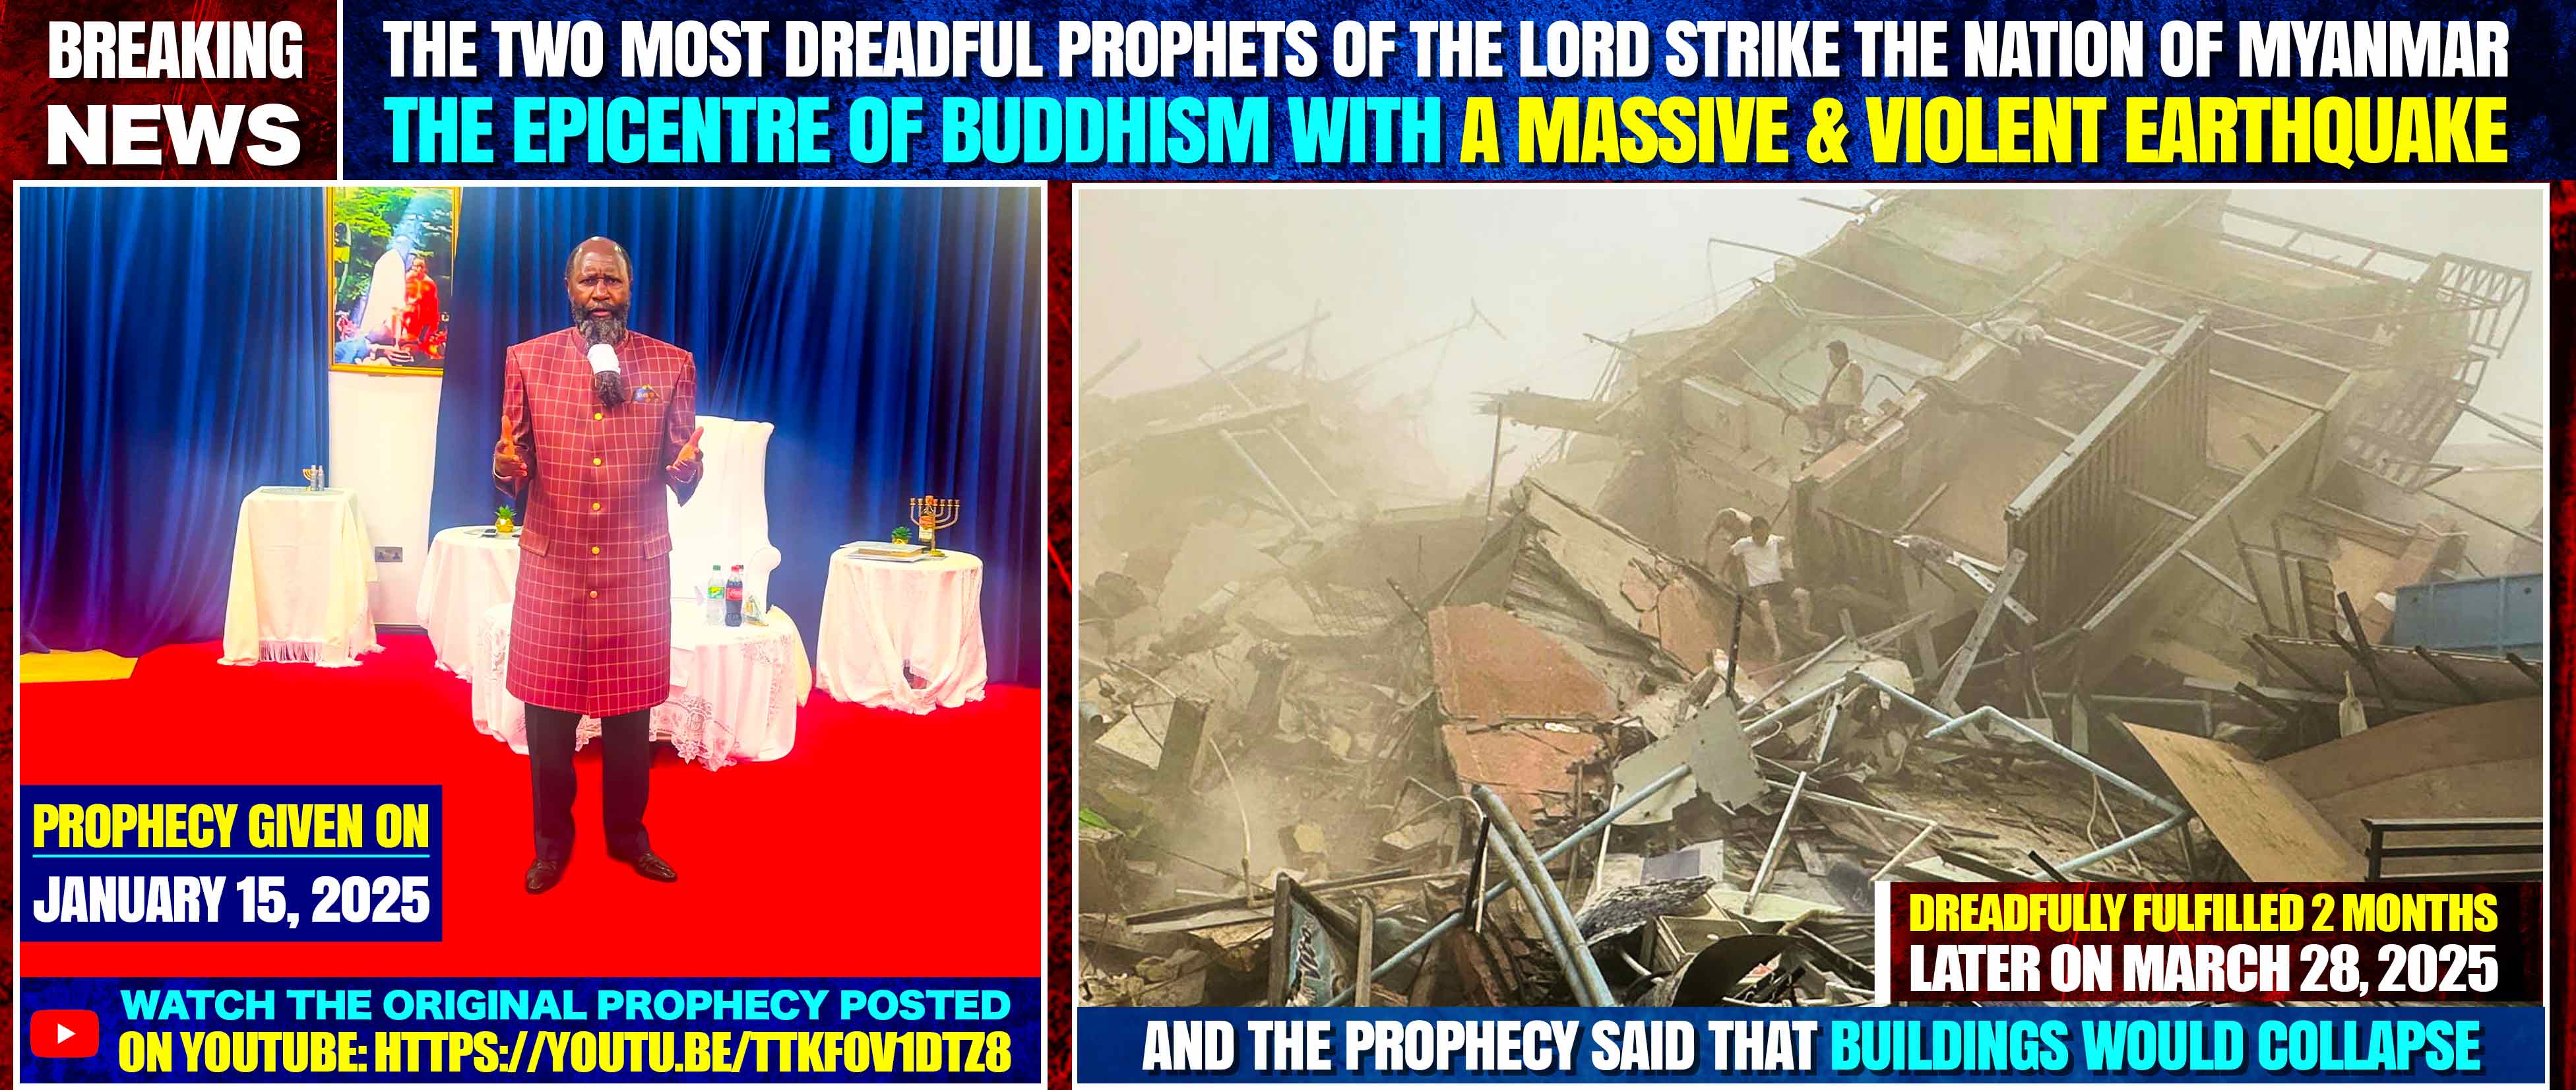 BREAKING
NEWS
THE TWO MOST DREADFUL PROPHETS OF THE LORD STRIKE THE NATION OF MYANMAR
THE EPICENTRE OF BUDDHISM WITH A MASSIVE & VIOLENT EARTHQUAKE
PROPHECY GIVEN ON
JANUARY 15, 2025
WATCH THE ORIGINAL PROPHECY POSTED
ON YOUTUBE: HTTPS://YOUTU.BE/TTKFOV1DTZ8
DREADFULLY FULFILLED 2 MONTHS
LATER ON MARCH 28, 2025
AND THE PROPHECY SAID THAT BUILDINGS WOULD COLLAPSE